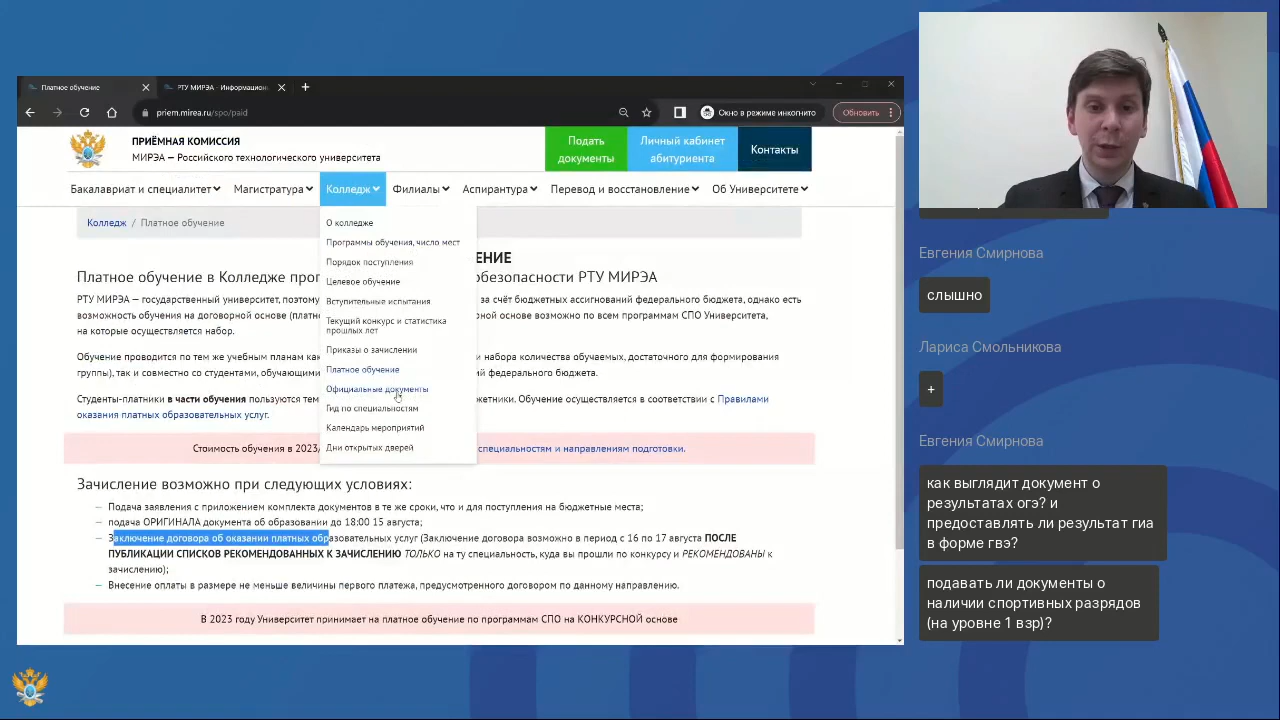 Платное обучение
РТУ МИРЭА - Информацион
priem.mirea.ru/spo/paid
Окно в режиме инкогнито
Обновить
ПРИЁМНАЯ КОМИССИЯ
МИРЭА — Российского технологического университета
Подать
документы
Личный кабинет
абитуриента
Контакты
Бакалавриат и специалитет Магистратура Колледж Филиалы Аспирантура Перевод и восстановление Об Университете
Колледж / Платное обучение
О колледже
Программы обучения, число мест
Порядок поступления
Целевое обучение
Вступительные испытания
Текущий конкурс и статистика
прошлых лет
Приказы о зачислении
Платное обучение
Официальные документы
Гид по специальностям
Календарь мероприятий
Дни открытых дверей
ЕНИЕ
Платное обучение в Колледже прог обезопасности РТУ МИРЭА
РТУ МИРЭА — государственный университет, поэтому за счёт бюджетных ассигнований федерального бюджета, однако есть
возможность обучения на договорной основе (платн орной основе возможно по всем программам СПО Университета,
на которые осуществляется набор.
Обучение проводится по тем же учебным планам как и набора количества обучаемых, достаточного для формирования
группы), так и совместно со студентами, обучающими ий федерального бюджета.
Студенты-платники в части обучения пользуются тем жетники. Обучение осуществляется в соответствии с Правилами
оказания платных образовательных услуг.
Стоимость обучения в 2023/ специальностям и направлениям подготовки.
Зачисление возможно при следующих условиях:
— Подача заявления с приложением комплекта документов в те же сроки, что и для поступления на бюджетные места;
— подача ОРИГИНАЛА документа об образовании до 18:00 15 августа;
— Заключение договора об оказании платных образовательных услуг (Заключение договора возможно в период с 16 по 17 августа ПОСЛЕ
ПУБЛИКАЦИИ СПИСКОВ РЕКОМЕНДОВАННЫХ К ЗАЧИСЛЕНИЮ ТОЛЬКО на ту специальность, куда вы прошли по конкурсу и РЕКОМЕНДОВАНЫ к
зачислению);
— Внесение оплаты в размере не меньше величины первого платежа, предусмотренного договором по данному направлению.
В 2023 году Университет принимает на платное обучение по программам СПО на КОНКУРСНОЙ основе
Евгения Смирнова
слышно
Лариса Смольникова
+
Евгения Смирнова
как выглядит документ о
результатах огэ? и
предоставлять ли результат гиа
в форме гвэ?
подавать ли документы о
наличии спортивных разрядов
(на уровне 1 взр)?